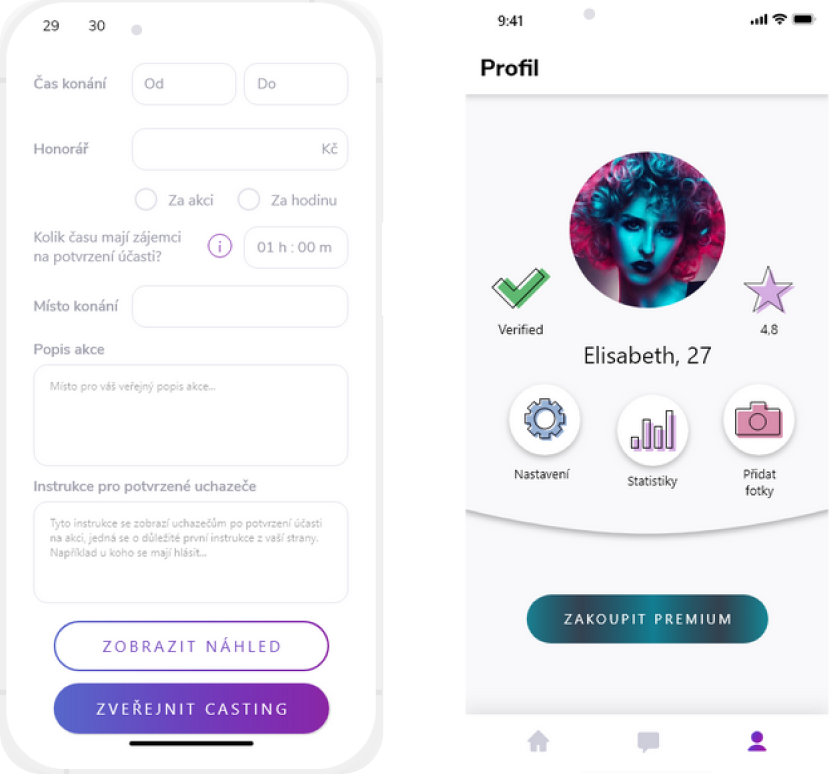 29 30
Čas konání Od Do
Honorář Kč
Za akci Za hodinu
Kolik času mají zájemci
na potvrzení účasti? i 01 h : 00 m
Místo konání
Popis akce
Místo pro váš veřejný popis akce...
Instrukce pro potvrzené uchazeče
Tyto instrukce se zobrazí uchazečům po potvrzení účasti
na akci, jedná se o důležité první instrukce z vaší strany.
Například u koho se mají hlásit...
ZOBRAZIT NÁHLED
ZVEŘEJNIT CASTING
9:41
Profil
Verified
4,8
Elisabeth, 27
Nastavení
Statistiky
Přidat
fotky
ZAKOUPIT PREMIUM